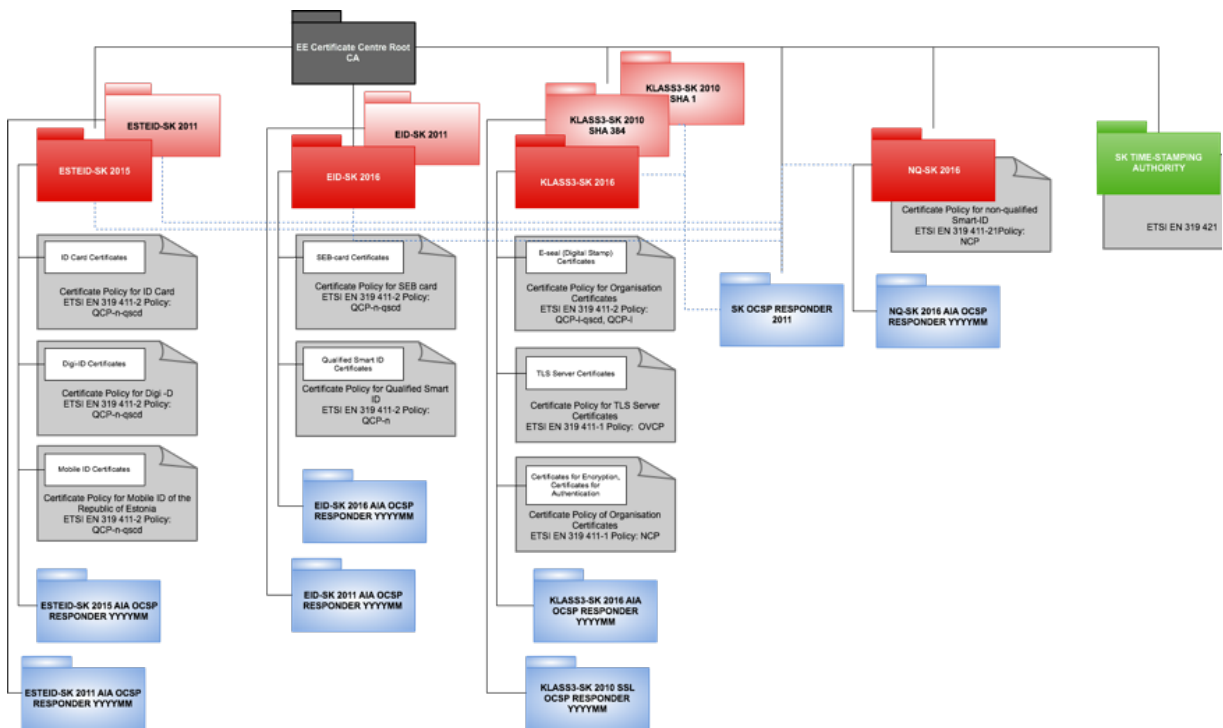 EE Certificate Centre Root
CA
KLASS3-SK 2010
SHA 1
KLASS3-SK 2010
SHA 384
KLASS3-SK 2016
ESTEID-SK 2011
ESTEID-SK 2015
EID-SK 2011
EID-SK 2016
NQ-SK 2016
Certificate Policy for non-qualified
Smart-ID
ETSI EN 319 411-21Policy:
NCP
SK TIME-STAMPING
AUTHORITY
ETSI EN 319 421
ID Card Certificates
Certificate Policy for ID Card
ETSI EN 319 411-2 Policy:
QCP-n-qscd
Digi-ID Certificates
Certificate Policy for Digi -D
ETSI EN 319 411-2 Policy:
QCP-n-qscd
Mobile ID Certificates
Certificate Policy for Mobile ID of the
Republic of Estonia
ETSI EN 319 411-2 Policy:
QCP-n-qscd
ESTEID-SK 2015 AIA OCSP
RESPONDER YYYYMM
ESTEID-SK 2011 AIA OCSP
RESPONDER YYYYMM
SEB-card Certificates
Certificate Policy for SEB card
ETSI EN 319 411-2 Policy:
QCP-n-qscd
Qualified Smart ID
Certificates
Certificate Policy for Qualified Smart
ID
ETSI EN 319 411-2 Policy:
QCP-n
EID-SK 2016 AIA OCSP
RESPONDER YYYYMM
EID-SK 2011 AIA OCSP
RESPONDER YYYYMM
E-seal (Digital Stamp)
Certificates
Certificate Policy for Organisation
Certificates
ETSI EN 319 411-2 Policy:
QCP-l-qscd, QCP-l
TLS Server Certificates
Certificate Policy for TLS Server
Certificates
ETSI EN 319 411-1 Policy: OVCP
Certificates for Encryption,
Certificates for
Authentication
Certificate Policy of Organisation
Certificates
ETSI EN 319 411-1 Policy: NCP
KLASS3-SK 2016 AIA
OCSP RESPONDER
YYYYMM
KLASS3-SK 2010 SSL
OCSP RESPONDER
YYYYMM
SK OCSP RESPONDER
2011
NQ-SK 2016 AIA OCSP
RESPONDER YYYYMM